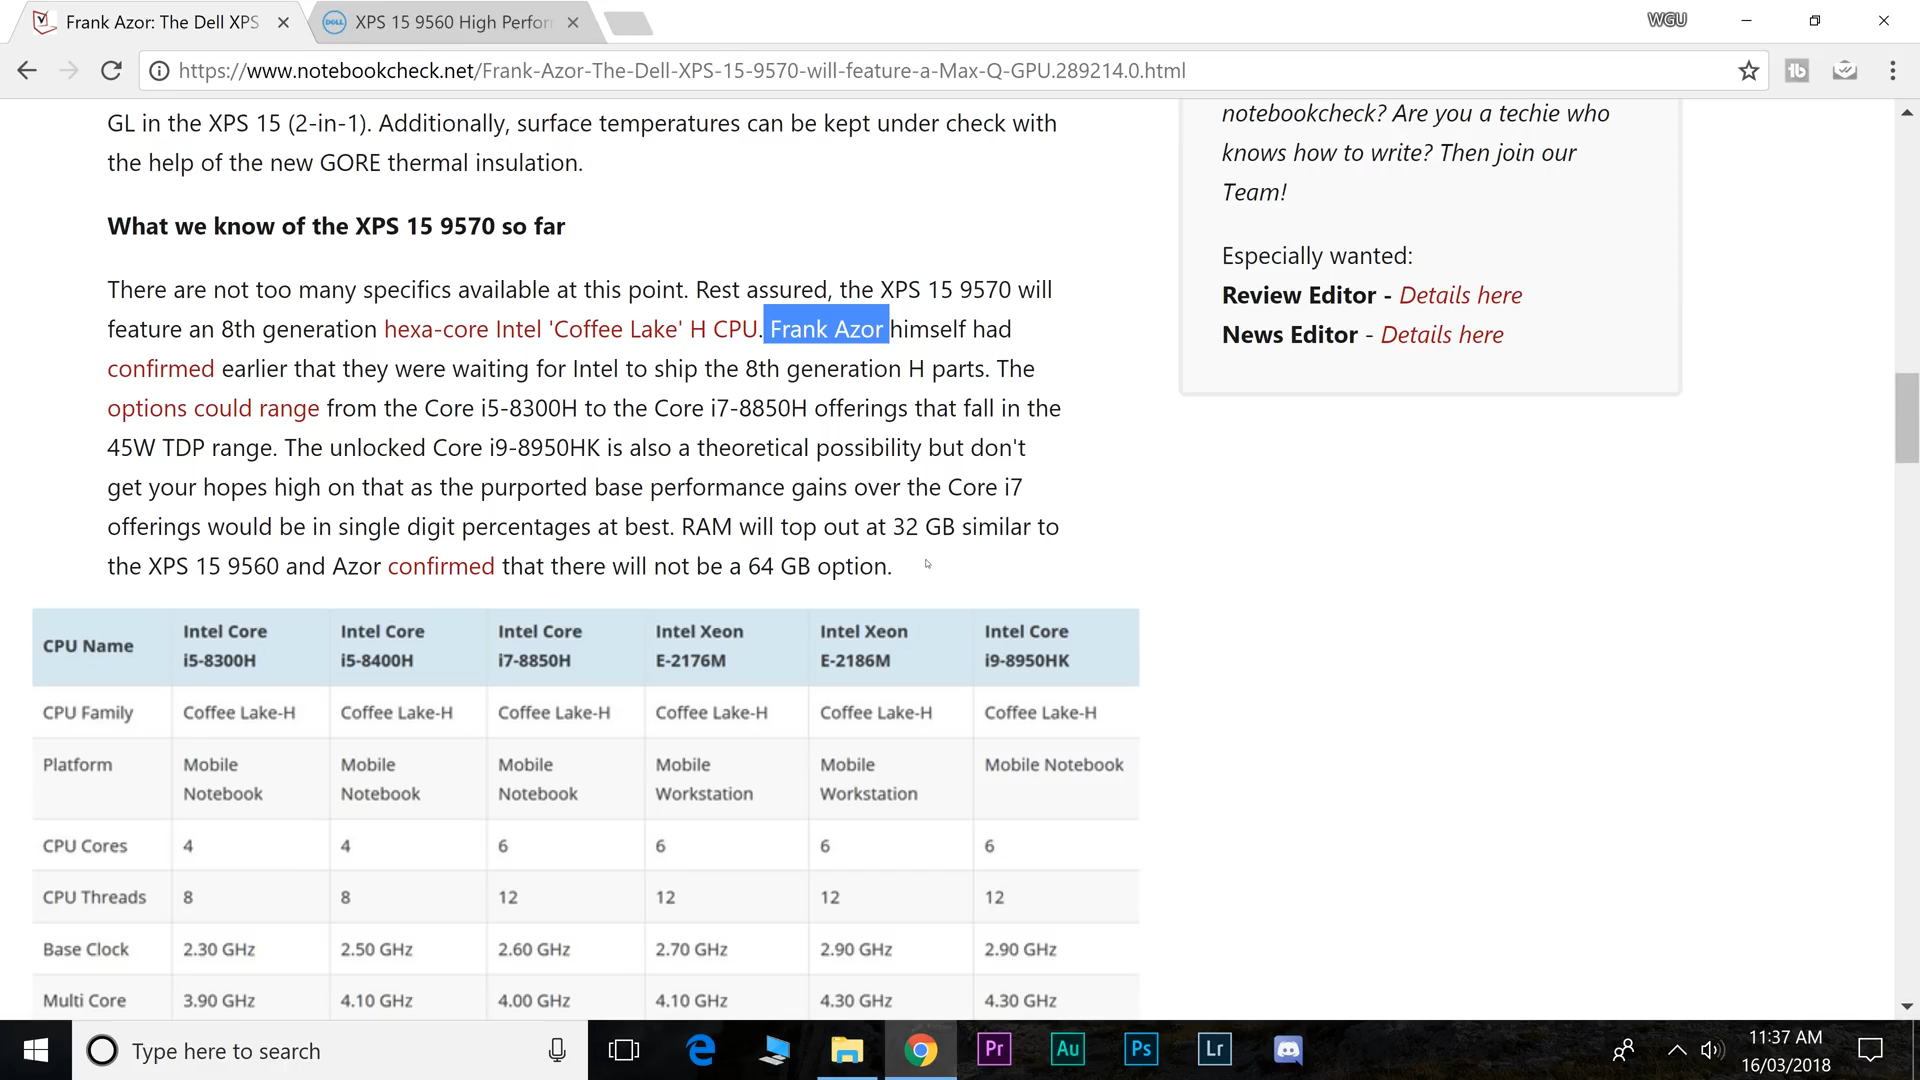 Frank Azor: The Dell XPS
XPS 15 9560 High Perfor
WGU
https://www.notebookcheck.net/Frank-Azor-The-Dell-XPS-15-9570-will-feature-a-Max-Q-GPU.289214.0.html
GL in the XPS 15 (2-in-1). Additionally, surface temperatures can be kept under check with
the help of the new GORE thermal insulation.
What we know of the XPS 15 9570 so far
There are not too many specifics available at this point. Rest assured, the XPS 15 9570 will
feature an 8th generation hexa-core Intel 'Coffee Lake' H CPU. Frank Azor himself had
confirmed earlier that they were waiting for Intel to ship the 8th generation H parts. The
options could range from the Core i5-8300H to the Core i7-8850H offerings that fall in the
45W TDP range. The unlocked Core i9-8950HK is also a theoretical possibility but don't
get your hopes high on that as the purported base performance gains over the Core i7
offerings would be in single digit percentages at best. RAM will top out at 32 GB similar to
the XPS 15 9560 and Azor confirmed that there will not be a 64 GB option.
notebookcheck? Are you a techie who
knows how to write? Then join our
Team!
Especially wanted:
Review Editor - Details here
News Editor - Details here
CPU Name Intel Core i5-8300H Intel Core i5-8400H Intel Core i7-8850H Intel Xeon E-2176M Intel Xeon E-2186M Intel Core i9-8950HK
CPU Family Coffee Lake-H Coffee Lake-H Coffee Lake-H Coffee Lake-H Coffee Lake-H Coffee Lake-H
Platform Mobile Notebook Mobile Notebook Mobile Notebook Mobile Workstation Mobile Workstation Mobile Notebook
CPU Cores 4 4 6 6 6 6
CPU Threads 8 8 12 12 12 12
Base Clock 2.30 GHz 2.50 GHz 2.60 GHz 2.70 GHz 2.90 GHz 2.90 GHz
Multi Core 3.90 GHz 4.10 GHz 4.00 GHz 4.10 GHz 4.30 GHz 4.30 GHz
Type here to search
Pr
Au
Ps
Lr
11:37 AM
16/03/2018